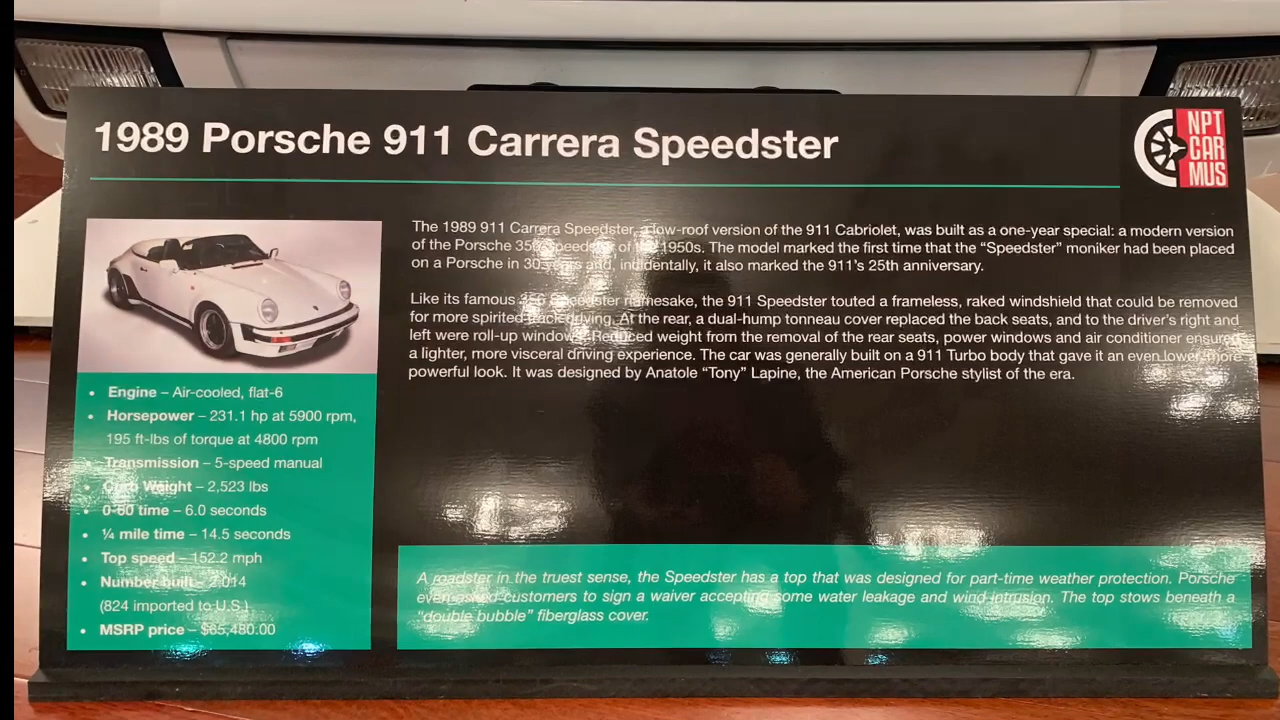 1989 Porsche 911 Carrera Speedster
NPT
CAR
MUS
The 1989 911 Carrera Speedster, a low-roof version of the 911 Cabriolet, was built as a one-year special: a modern version
of the Porsche 356 Speedster of the 1950s. The model marked the first time that the “Speedster” moniker had been placed
on a Porsche in 30 years and, incidentally, it also marked the 911’s 25th anniversary.
Like its famous 356 Speedster namesake, the 911 Speedster touted a frameless, raked windshield that could be removed
for more spirited track driving. At the rear, a dual-hump tonneau cover replaced the back seats, and to the driver’s right and
left were roll-up windows. Reduced weight from the removal of the rear seats, power windows and air conditioner ensured
a lighter, more visceral driving experience. The car was generally built on a 911 Turbo body that gave it an even lower, more
powerful look. It was designed by Anatole “Tony” Lapine, the American Porsche stylist of the era.
• Engine – Air-cooled, flat-6
• Horsepower – 231.1 hp at 5900 rpm,
195 ft-lbs of torque at 4800 rpm
• Transmission – 5-speed manual
• Curb Weight – 2,523 lbs
• 0-60 time – 6.0 seconds
• ¼ mile time – 14.5 seconds
• Top speed – 152.2 mph
• Number built – 2,014
(824 imported to U.S.)
• MSRP price – $65,480.00
A roadster in the truest sense, the Speedster has a top that was designed for part-time weather protection. Porsche
even asked customers to sign a waiver accepting some water leakage and wind intrusion. The top stows beneath a
“double bubble” fiberglass cover.